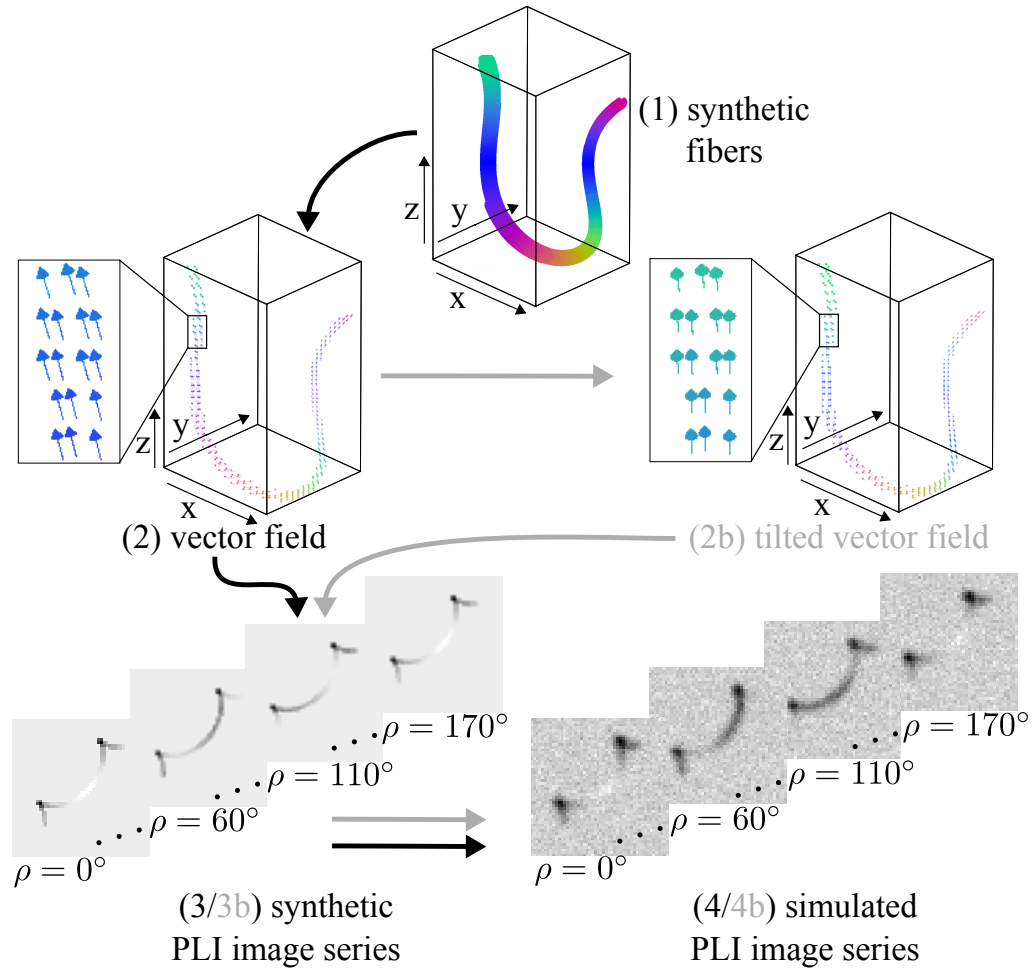 (1) synthetic
fibers
z
y
x
z
y
x
(2) vector field
z
y
x
(2b) tilted vector field
ρ = 0°
ρ = 60°
ρ = 110°
ρ = 170°
ρ = 0°
ρ = 60°
ρ = 110°
ρ = 170°
(3/3b) synthetic
PLI image series
(4/4b) simulated
PLI image series